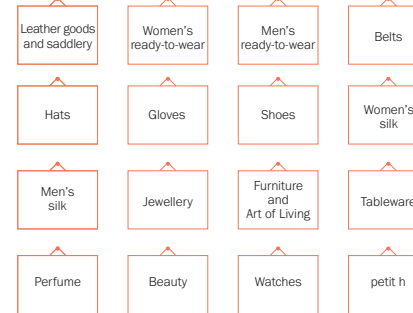 Leather goods
and saddlery
Women's
ready-to-wear
Men's
ready-to-wear
Belts
Hats
Gloves
Shoes
Women's
silk
Men's
silk
Jewellery
Furniture
and
Art of Living
Tableware
Perfume
Beauty
Watches
petit h